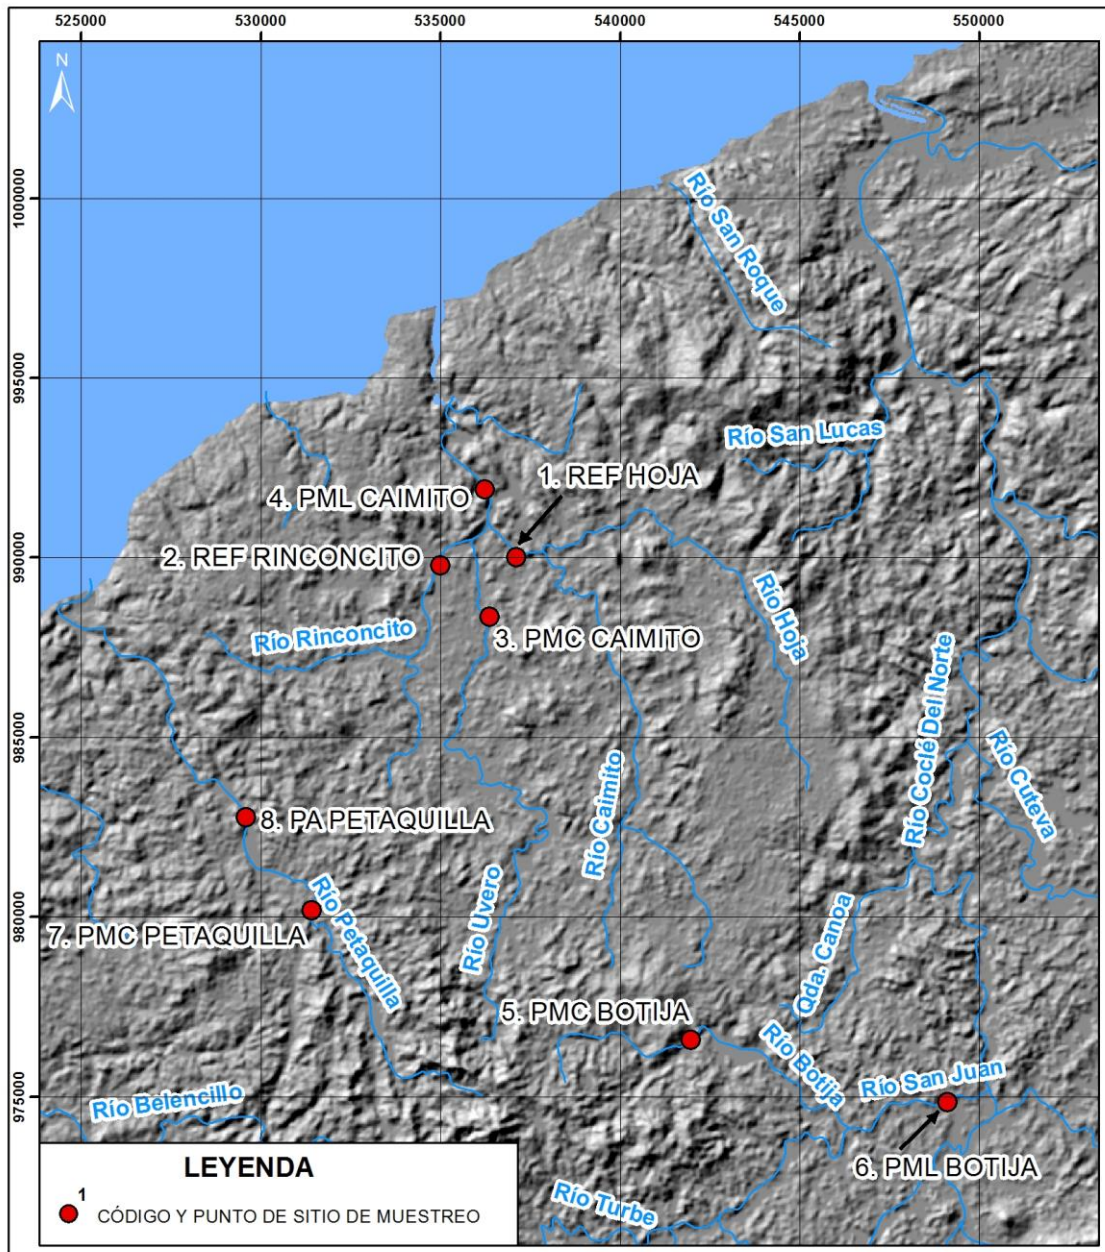 525000
530000
535000
540000
545000
550000
N
1000000
995000
990000
985000
980000
975000
Río San Roque
Río San Lucas
1. REF HOJA
4. PML CAIMITO
2. REF RINCONCITO
Río Rinconcito
3. PMC CAIMITO
Río Hoja
Río Coclé Del Norte
Río Cuteva
Río Caimito
8. PA PETAQUILLA
Río Petaquilla
7. PMC PETAQUILLA
Río Uvero
Qda. Canoa
5. PMC BOTIJA
Río Botija
Río San Juan
6. PML BOTIJA
Río Belencillo
Río Turbe
LEYENDA
1
CÓDIGO Y PUNTO DE SITIO DE MUESTREO